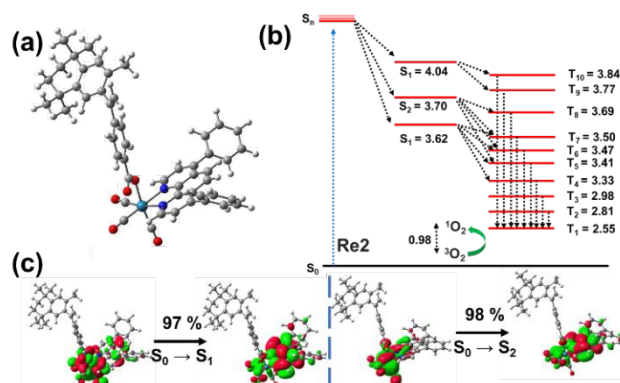 (a)
(b)
Sn
S1 = 4.04
S2 = 3.70
S1 = 3.62
T10 = 3.84
T9 = 3.77
T8 = 3.69
T7 = 3.50
T6 = 3.47
T5 = 3.41
T4 = 3.33
T3 = 2.98
T2 = 2.81
T1 = 2.55
Re2
0.98
1O2
3O2
S0
(c)
97 %
S0 → S1
98 %
S0 → S2